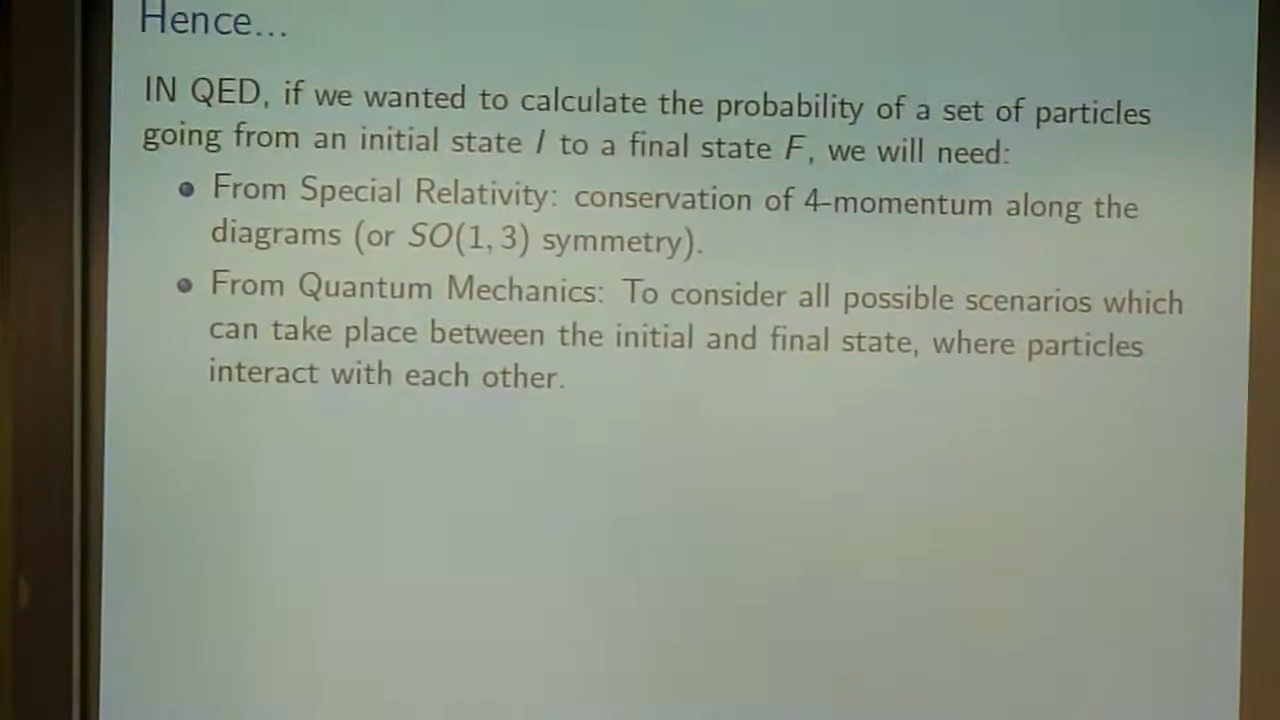 Hence...
IN QED, if we wanted to calculate the probability of a set of particles
going from an initial state I to a final state F, we will need:
From Special Relativity: conservation of 4-momentum along the
diagrams (or SO(1, 3) symmetry).
From Quantum Mechanics: To consider all possible scenarios which
can take place between the initial and final state, where particles
interact with each other.